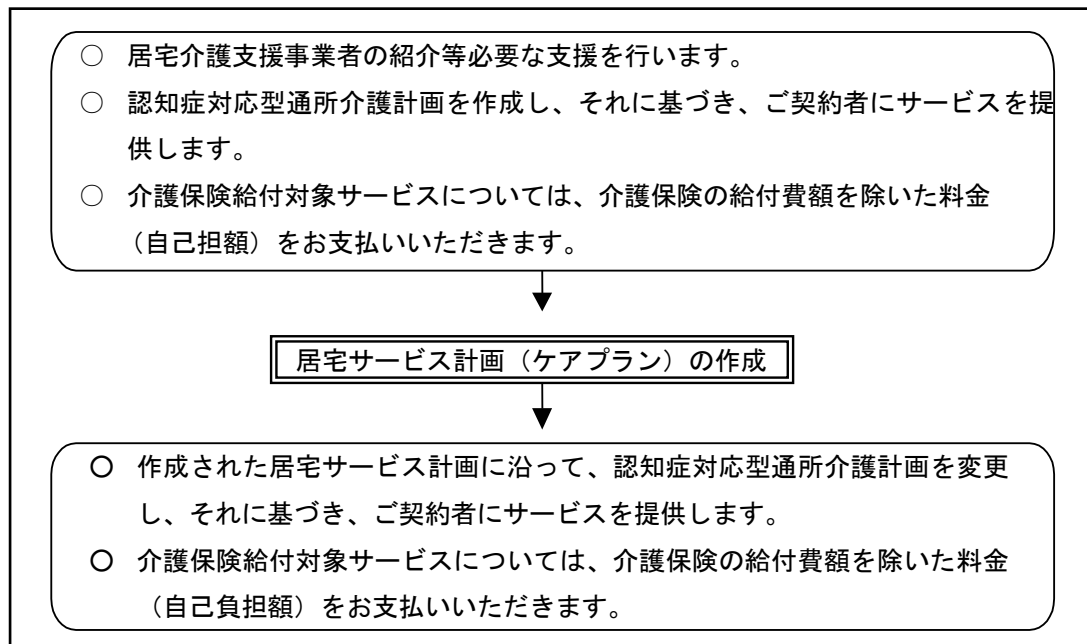 ○ 居宅介護支援事業者の紹介等必要な支援を行います。
○ 認知症対応型通所介護計画を作成し、それに基づき、ご契約者にサービスを提
供します。
○ 介護保険給付対象サービスについては、介護保険の給付費額を除いた料金
（自己担額）をお支払いいただきます。
居宅サービス計画（ケアプラン）の作成
○ 作成された居宅サービス計画に沿って、認知症対応型通所介護計画を変更
し、それに基づき、ご契約者にサービスを提供します。
○ 介護保険給付対象サービスについては、介護保険の給付費額を除いた料金
（自己負担額）をお支払いいただきます。